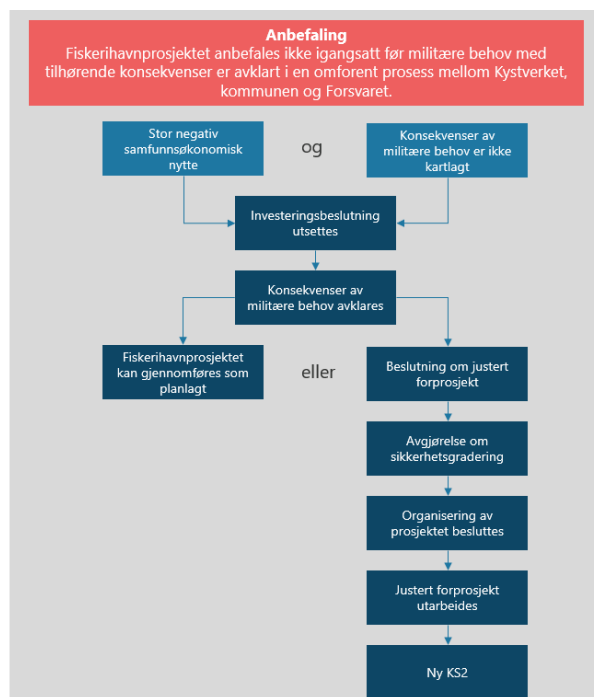 Anbefaling
Fiskerihavnprosjektet anbefales ikke igangsatt før militære behov med
tilhørende konsekvenser er avklart i en omforent prosess mellom Kystverket,
kommunen og Forsvaret.
Stor negativ
samfunnsøkonomisk
nytte
og
Konsekvenser av
militære behov er ikke
kartlagt
Investeringsbeslutning
utsettes
Konsekvenser av
militære behov avklares
Fiskerihavnprosjektet
kan gjennomføres som
planlagt
eller
Beslutning om justert
forprosjekt
Avgjørelse om
sikkerhetsgradering
Organisering av
prosjektet besluttes
Justert forprosjekt
utarbeides
Ny KS2